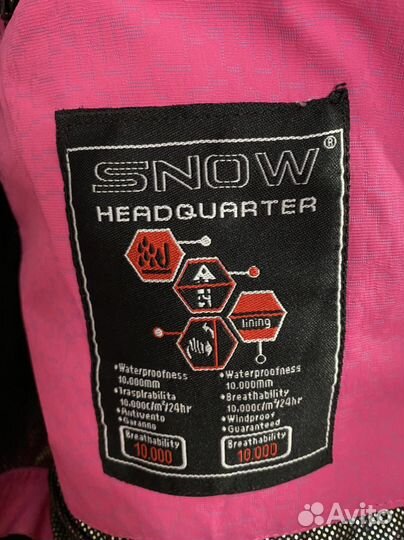 SNOW®
HEADQUARTER
lining
•Waterproofness
10.000mm
•Traspirabilita
10.000c/m²/24hr
•Antivento
•Garanno
Breathability
10.000
•Waterproofness
10.000mm
•Breathability
10.000c/m²/24hr
•Windproof
•Guaranteed
Breathability
10.000
Avito